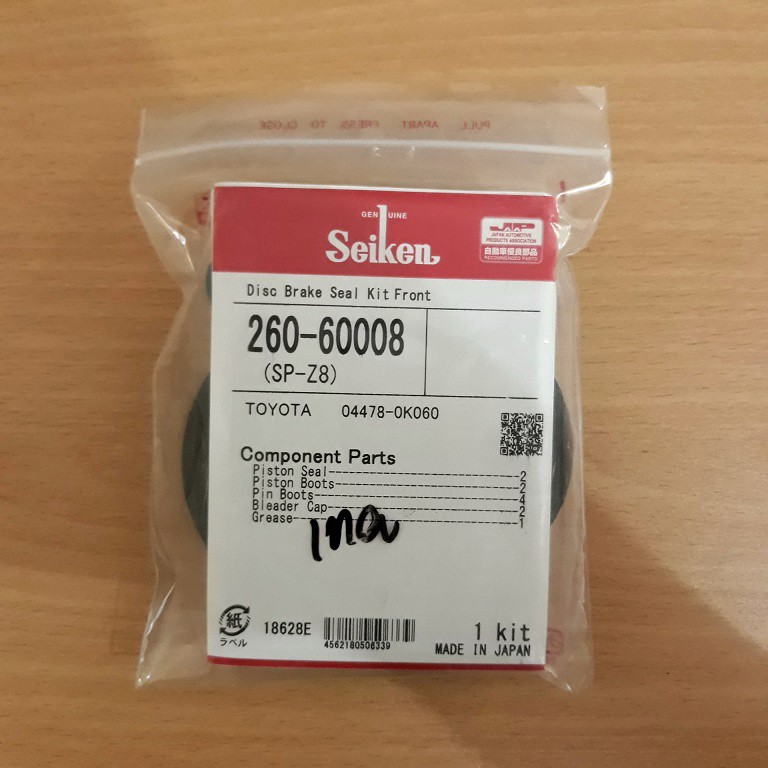 PULL APART PRESS TO CLOSE
GENUINE
Seiken
JAPAN AUTOMOTIVE
PRODUCTS ASSOCIATION
自動車優良部品
RECOMMENDED PARTS
Disc Brake Seal Kit Front
260-60008
(SP-Z8)
TOYOTA 04478-0K060
Component Parts
Piston Seal 2
Piston Boots 2
Pin Boots 4
Bleader Cap 2
Grease 1
紙
ラベル
18628E
4562180506339
1 kit
MADE IN JAPAN